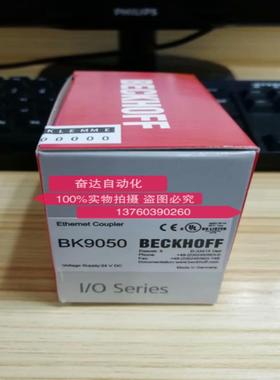 PHILIPS
BECKHOFF
KLEMME
00000
奋达自动化
100%实物拍摄 盗图必究
13760390260
Ethernet Coupler
BK9050
BECKHOFF
Voltage Supply:24 V DC
Made in Germany
I/O Series